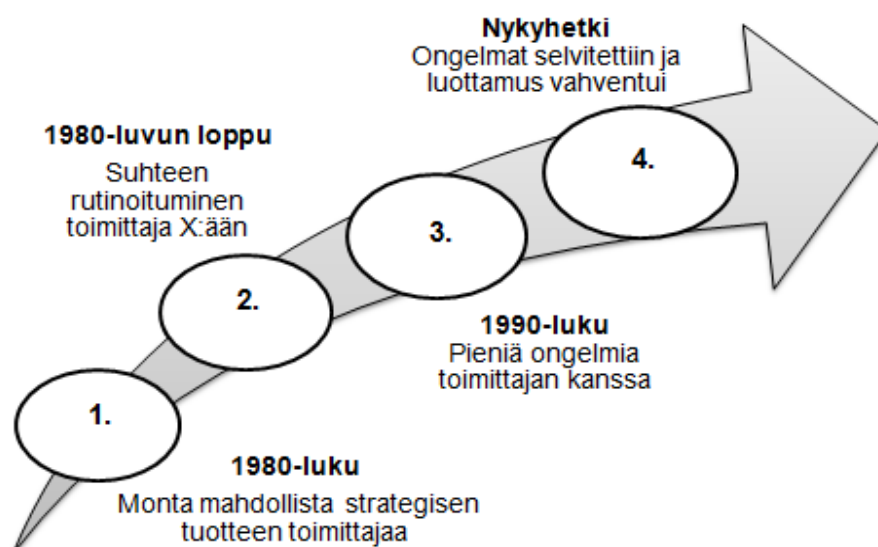 Nykyhetki
Ongelmat selvitettiin ja
luottamus vahventui
1980-luvun loppu
Suhteen
rutinoituminen
toimittaja X:ään
4.
3.
2.
1990-luku
Pieniä ongelmia
toimittajan kanssa
1.
1980-luku
Monta mahdollista strategisen
tuotteen toimittajaa